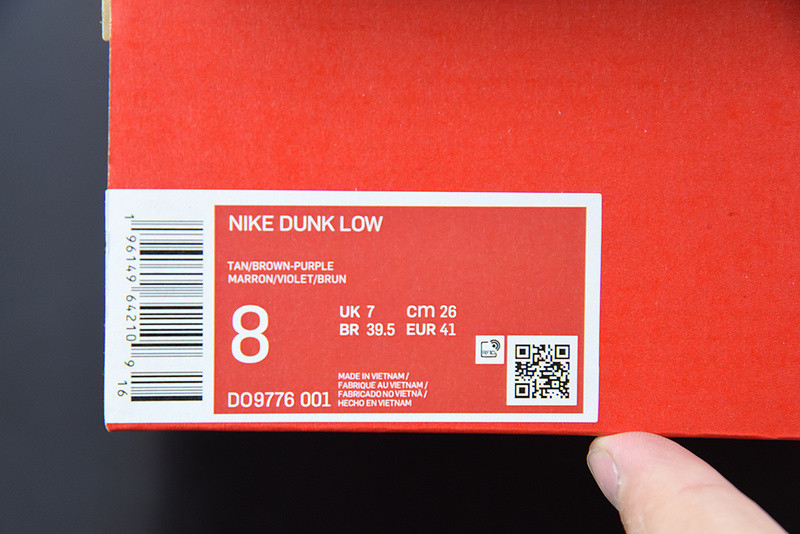 NIKE DUNK LOW
TAN/BROWN-PURPLE
MARRON/VIOLET/BRUN
8
UK 7 cm 26
BR 39.5 EUR 41
MADE IN VIETNAM /
FABRIQUE AU VIETNAM /
FABRICADO NO VIETNÃ /
HECHO EN VIETNAM
DO9776 001
1 96149 64210 9
16